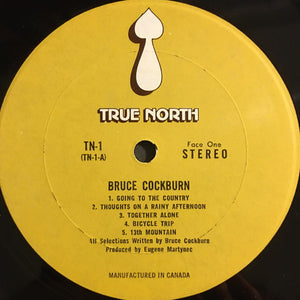 TRUE NORTH
TN-1
(TN-1-A)
Face One
STEREO
BRUCE COCKBURN
1. GOING TO THE COUNTRY
2. THOUGHTS ON A RAINY AFTERNOON
3. TOGETHER ALONE
4. BICYCLE TRIP
5. 13th MOUNTAIN
All Selections Written by Bruce Cockburn
Produced by Eugene Martynec
MANUFACTURED IN CANADA